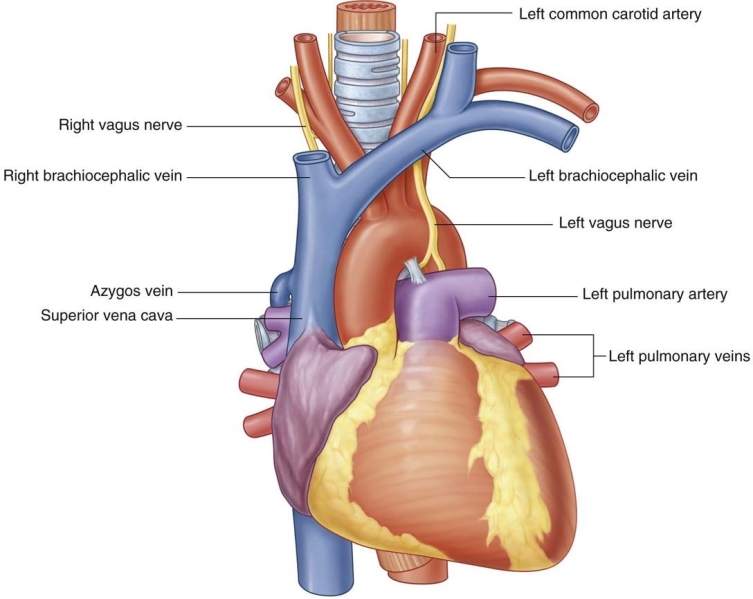 Left common carotid artery
Right vagus nerve
Right brachiocephalic vein
Left brachiocephalic vein
Left vagus nerve
Azygos vein
Left pulmonary artery
Superior vena cava
Left pulmonary veins